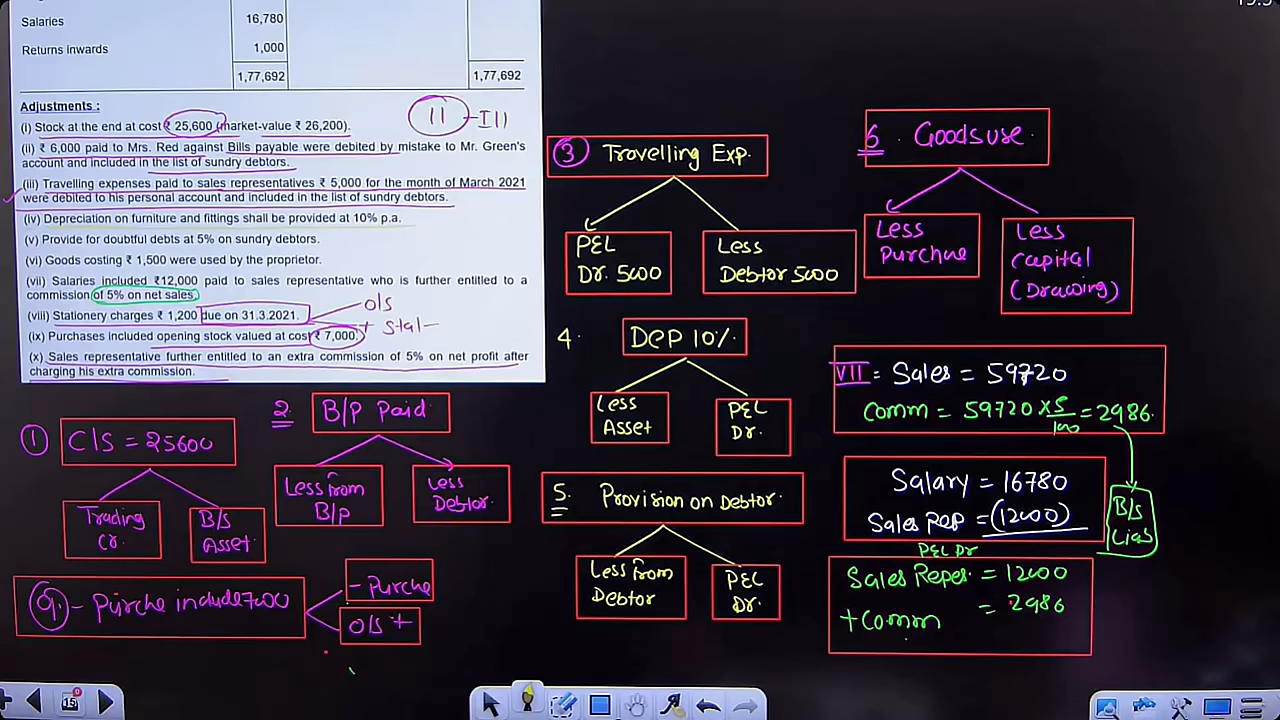 Salaries 16,780
Returns inwards 1,000
1,77,692 1,77,692
Adjustments :
(i) Stock at the end at cost ₹ 25,600 (market-value ₹ 26,200).
(ii) ₹ 6,000 paid to Mrs. Red against Bills payable were debited by mistake to Mr. Green's
account and included in the list of sundry debtors.
(iii) Travelling expenses paid to sales representatives ₹ 5,000 for the month of March 2021
were debited to his personal account and included in the list of sundry debtors.
(iv) Depreciation on furniture and fittings shall be provided at 10% p.a.
(v) Provide for doubtful debts at 5% on sundry debtors.
(vi) Goods costing ₹ 1,500 were used by the proprietor.
(vii) Salaries included ₹12,000 paid to sales representative who is further entitled to a
commission of 5% on net sales.
(viii) Stationery charges ₹ 1,200 due on 31.3.2021.
(ix) Purchases included opening stock valued at cost ₹ 7,000.
(x) Sales representative further entitled to an extra commission of 5% on net profit after
charging his extra commission.
11 - III
O/S
+ Stat-
1 C/S = 25600
Trading
Cr.
B/S
Asset
2. B/P Paid
Less from
B/P
Less
Debtor.
9. - Purche include 7000
- Purche
O/S +
3 Travelling Exp.
P&L
Dr. 5000
Less
Debtor 5000
4. Dep 10%
Less
Asset
P&L
Dr.
5. Provision on Debtor.
Less from
Debtor
P&L
Dr.
6. Goods use
Less
Purchase
Less
Capital
(Drawing)
VII = Sales = 59720
Comm = 59720 × 5/100 = 2986.
Salary = 16780
Sales Rep = (12000)
B/S
Liab
P&L Dr
Sales Repes. = 12000
+ Comm = 2986
15